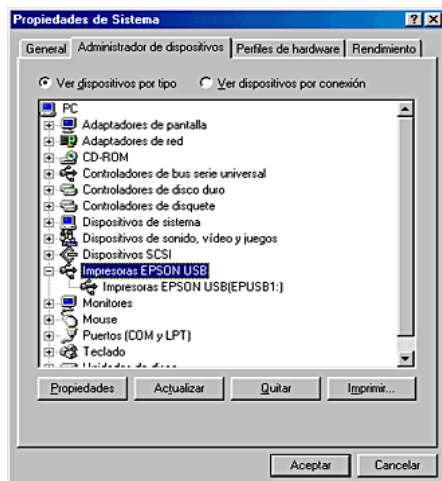 Propiedades de Sistema
General Administrador de dispositivos Perfiles de hardware Rendimiento
Ver dispositivos por tipo Ver dispositivos por conexión
PC
Adaptadores de pantalla
Adaptadores de red
CD-ROM
Controladores de bus serie universal
Controladores de disco duro
Controladores de disquete
Dispositivos de sistema
Dispositivos de sonido, vídeo y juegos
Dispositivos SCSI
Impresoras EPSON USB
Impresoras EPSON USB(EPUSB1:)
Monitores
Mouse
Puertos (COM y LPT)
Teclado
Propiedades Actualizar Quitar Imprimir...
Aceptar Cancelar